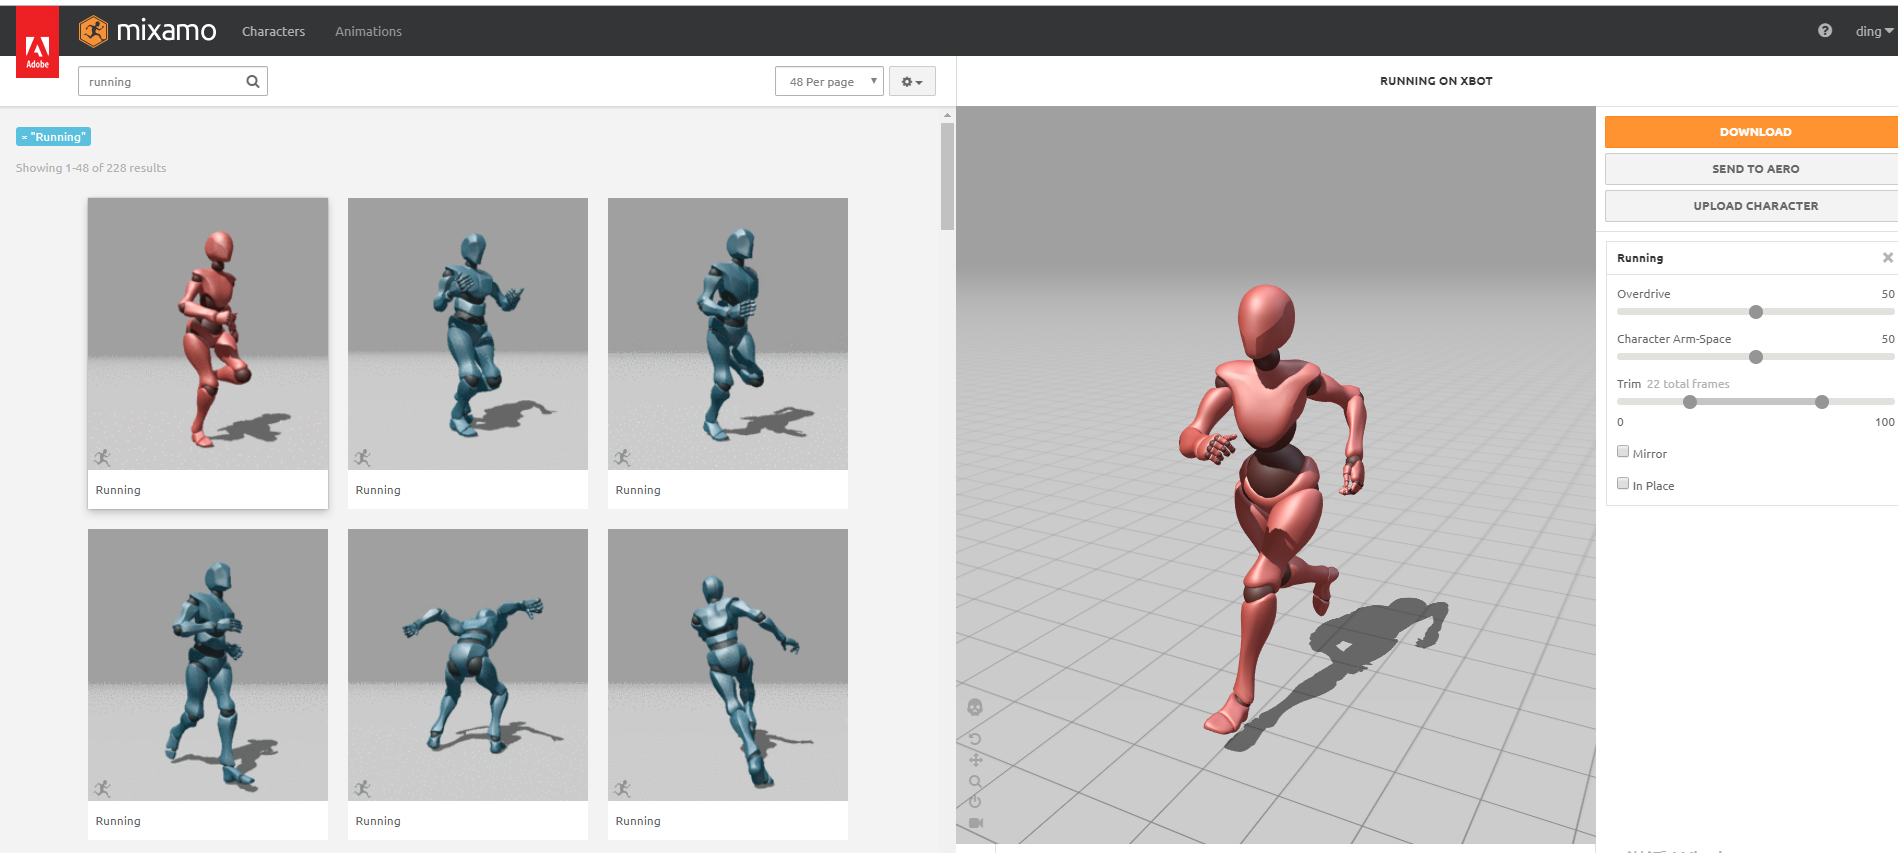 Adobe
mixamo
Characters
Animations
ding
running
48 Per page
RUNNING ON XBOT
× "Running"
Showing 1-48 of 228 results
Running
Running
Running
Running
Running
Running
DOWNLOAD
SEND TO AERO
UPLOAD CHARACTER
Running
Overdrive 50
Character Arm-Space 50
Trim 22 total frames
0 100
Mirror
In Place